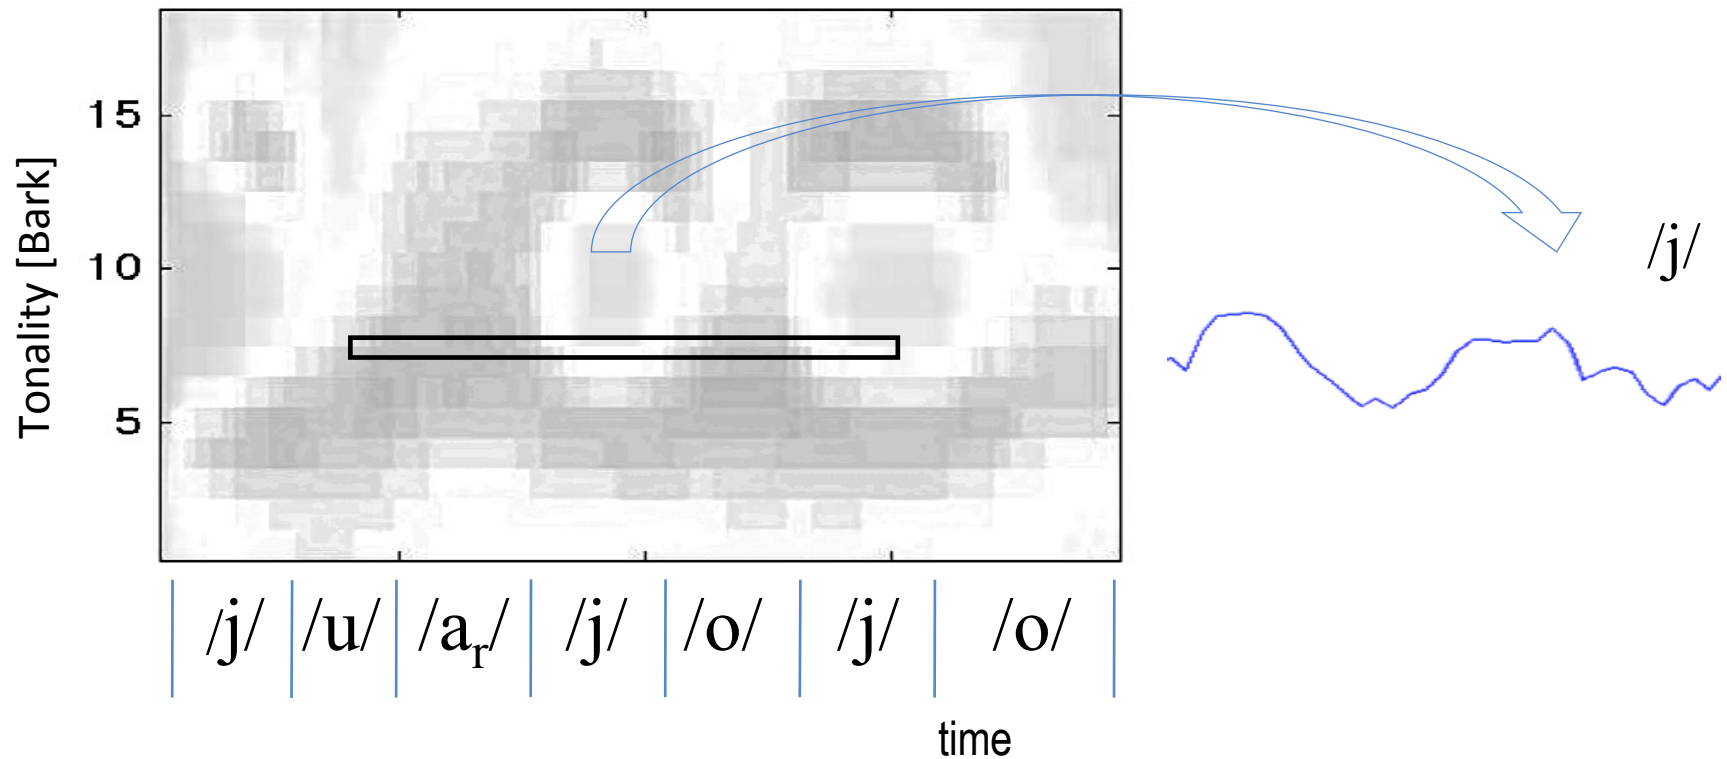 15
10
5
Tonality [Bark]
/j/
/j/ /u/ /aᵣ/ /j/ /o/ /j/ /o/
time